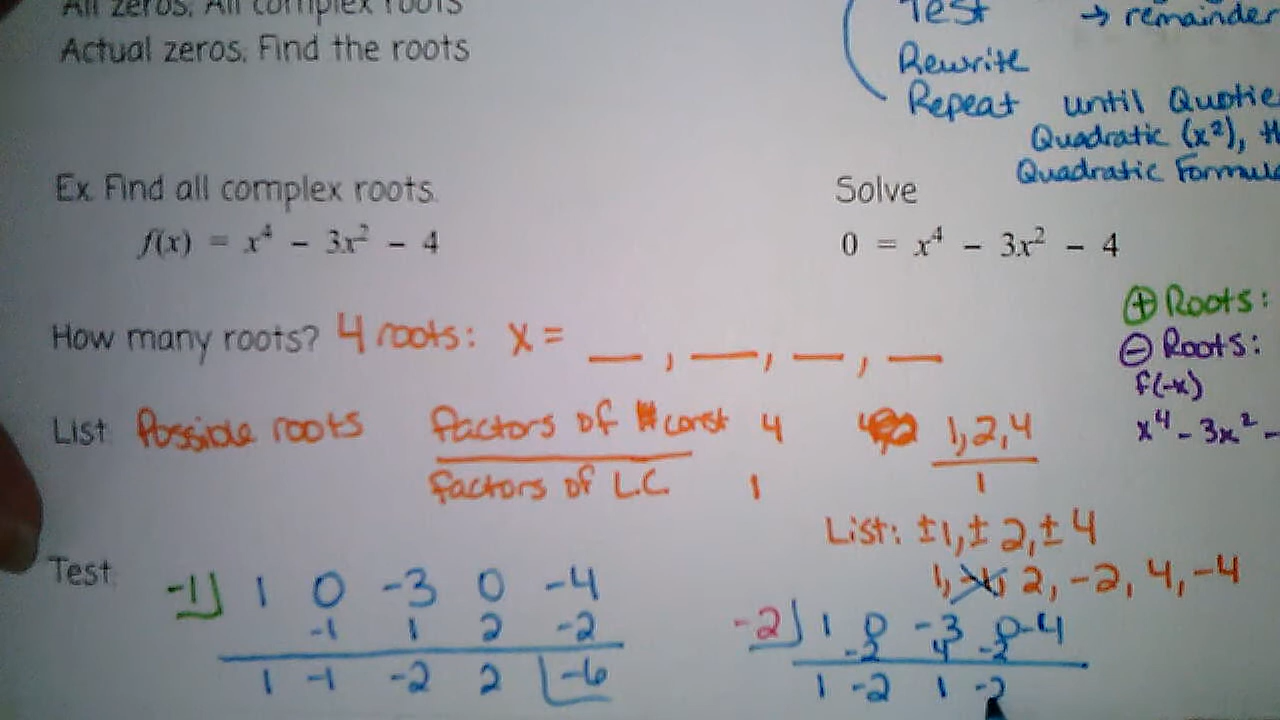 All zeros, All complex roots
Actual zeros, Find the roots
Test → remainder
Rewrite
Repeat until
Quadratic (x²),
Quadratic Formula
Ex Find all complex roots.
f(x) = x⁴ − 3x² − 4
Solve
0 = x⁴ − 3x² − 4
How many roots? 4 roots: x = __, __, __, __
⊕ Roots:
⊖ Roots:
f(-x)
x⁴ - 3x² -
List Possible roots factors of const 4 1,2,4
factors of L.C. 1 1
List: ±1, ±2, ±4
1, -1, 2, -2, 4, -4
Test
-1 1 0 -3 0 -4
-1 1 2 -2
1 -1 -2 2 -6
-2 1 0 -3 0 -4
-2 4 -2
1 -2 1 -2